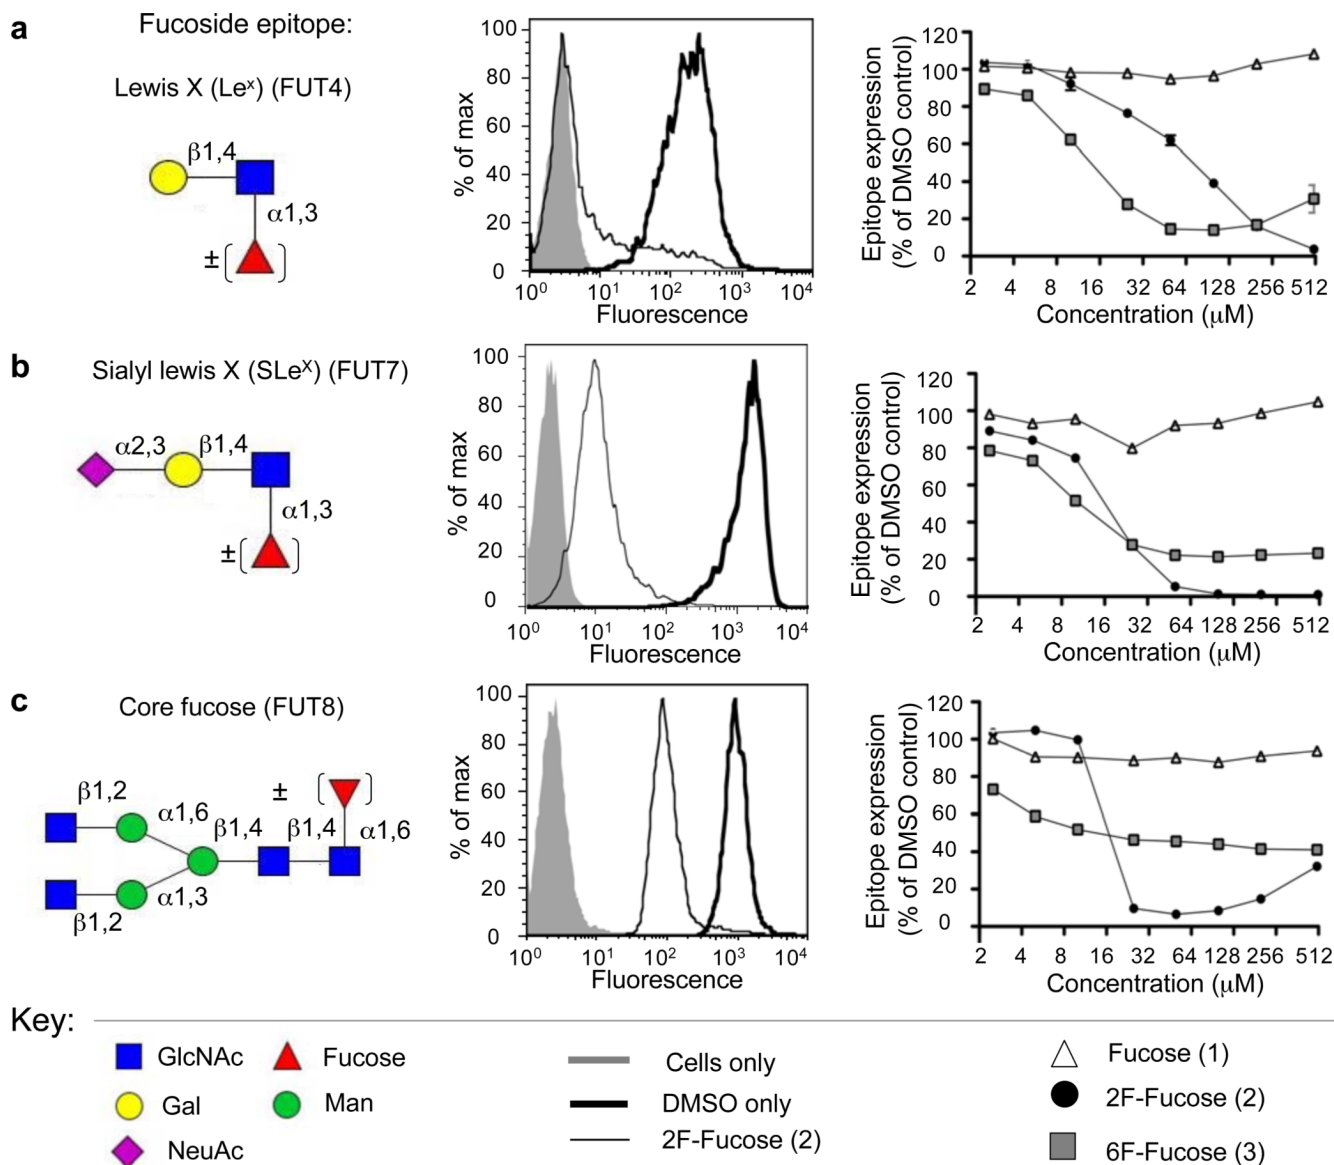 a
Fucoside epitope:
Lewis X (Leˣ) (FUT4)
β1,4
α1,3
±
% of max
100
80
60
40
20
0
10⁰ 10¹ 10² 10³ 10⁴
Fluorescence
Epitope expression
(% of DMSO control)
120
100
80
60
40
20
0
2 4 8 16 32 64 128 256 512
Concentration (μM)
b
Sialyl lewis X (SLeˣ) (FUT7)
α2,3
β1,4
α1,3
±
% of max
100
80
60
40
20
0
10⁰ 10¹ 10² 10³ 10⁴
Fluorescence
Epitope expression
(% of DMSO control)
120
100
80
60
40
20
0
2 4 8 16 32 64 128 256 512
Concentration (μM)
c
Core fucose (FUT8)
±
β1,2
α1,6
β1,4
β1,4
α1,6
α1,3
β1,2
% of max
100
80
60
40
20
0
10⁰ 10¹ 10² 10³ 10⁴
Fluorescence
Epitope expression
(% of DMSO control)
120
100
80
60
40
20
0
2 4 8 16 32 64 128 256 512
Concentration (μM)
Key:
GlcNAc
Fucose
Gal
Man
NeuAc
Cells only
DMSO only
2F-Fucose (2)
Fucose (1)
2F-Fucose (2)
6F-Fucose (3)